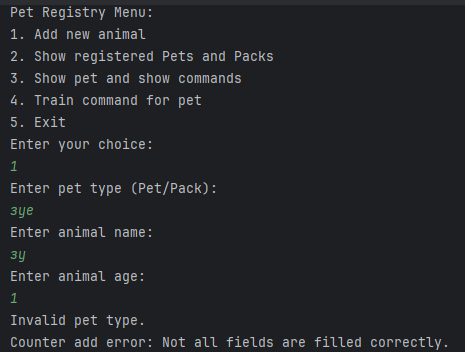 Pet Registry Menu:
1. Add new animal
2. Show registered Pets and Packs
3. Show pet and show commands
4. Train command for pet
5. Exit
Enter your choice:
1
Enter pet type (Pet/Pack):
зуе
Enter animal name:
зу
Enter animal age:
1
Invalid pet type.
Counter add error: Not all fields are filled correctly.